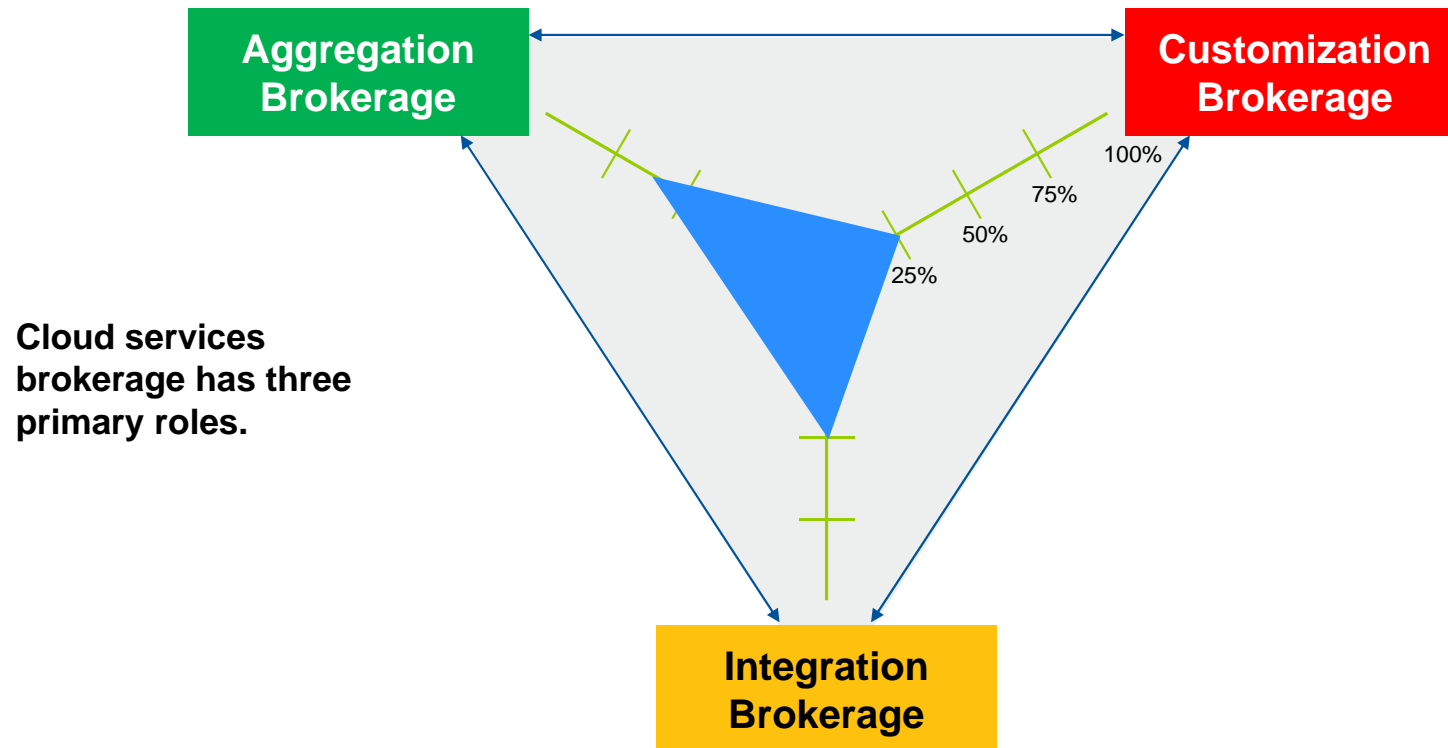 Aggregation
Brokerage
Customization
Brokerage
100%
75%
50%
25%
Cloud services
brokerage has three
primary roles.
Integration
Brokerage